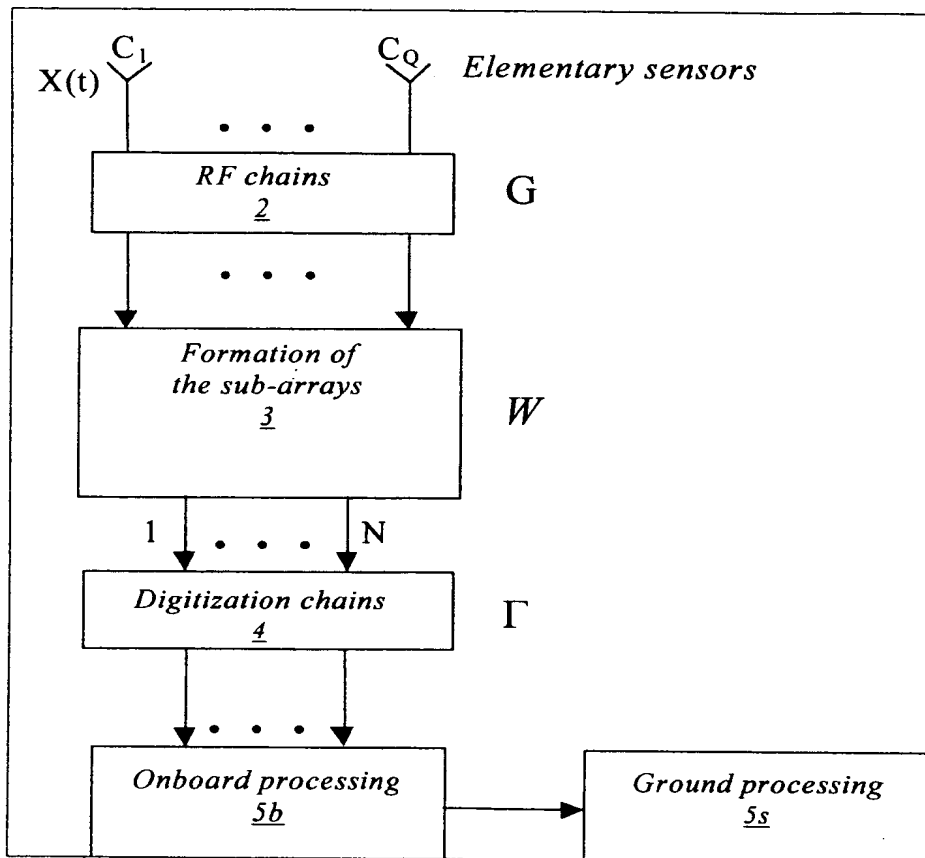 C1 CQ Elementary sensors
X(t)
. . .
RF chains
2
G
. . .
Formation of
the sub-arrays
3
W
1 . . . N
Digitization chains
4
Γ
. . .
Onboard processing
5b
Ground processing
5s